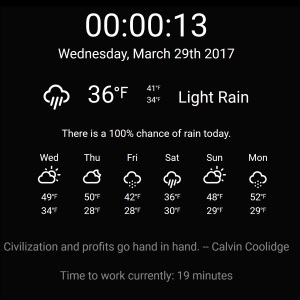 00:00:13
Wednesday, March 29th 2017
36°F 41°F 34°F Light Rain
There is a 100% chance of rain today.
Wed Thu Fri Sat Sun Mon
49°F 50°F 42°F 36°F 48°F 52°F
34°F 28°F 28°F 30°F 29°F 29°F
Civilization and profits go hand in hand. -- Calvin Coolidge
Time to work currently: 19 minutes